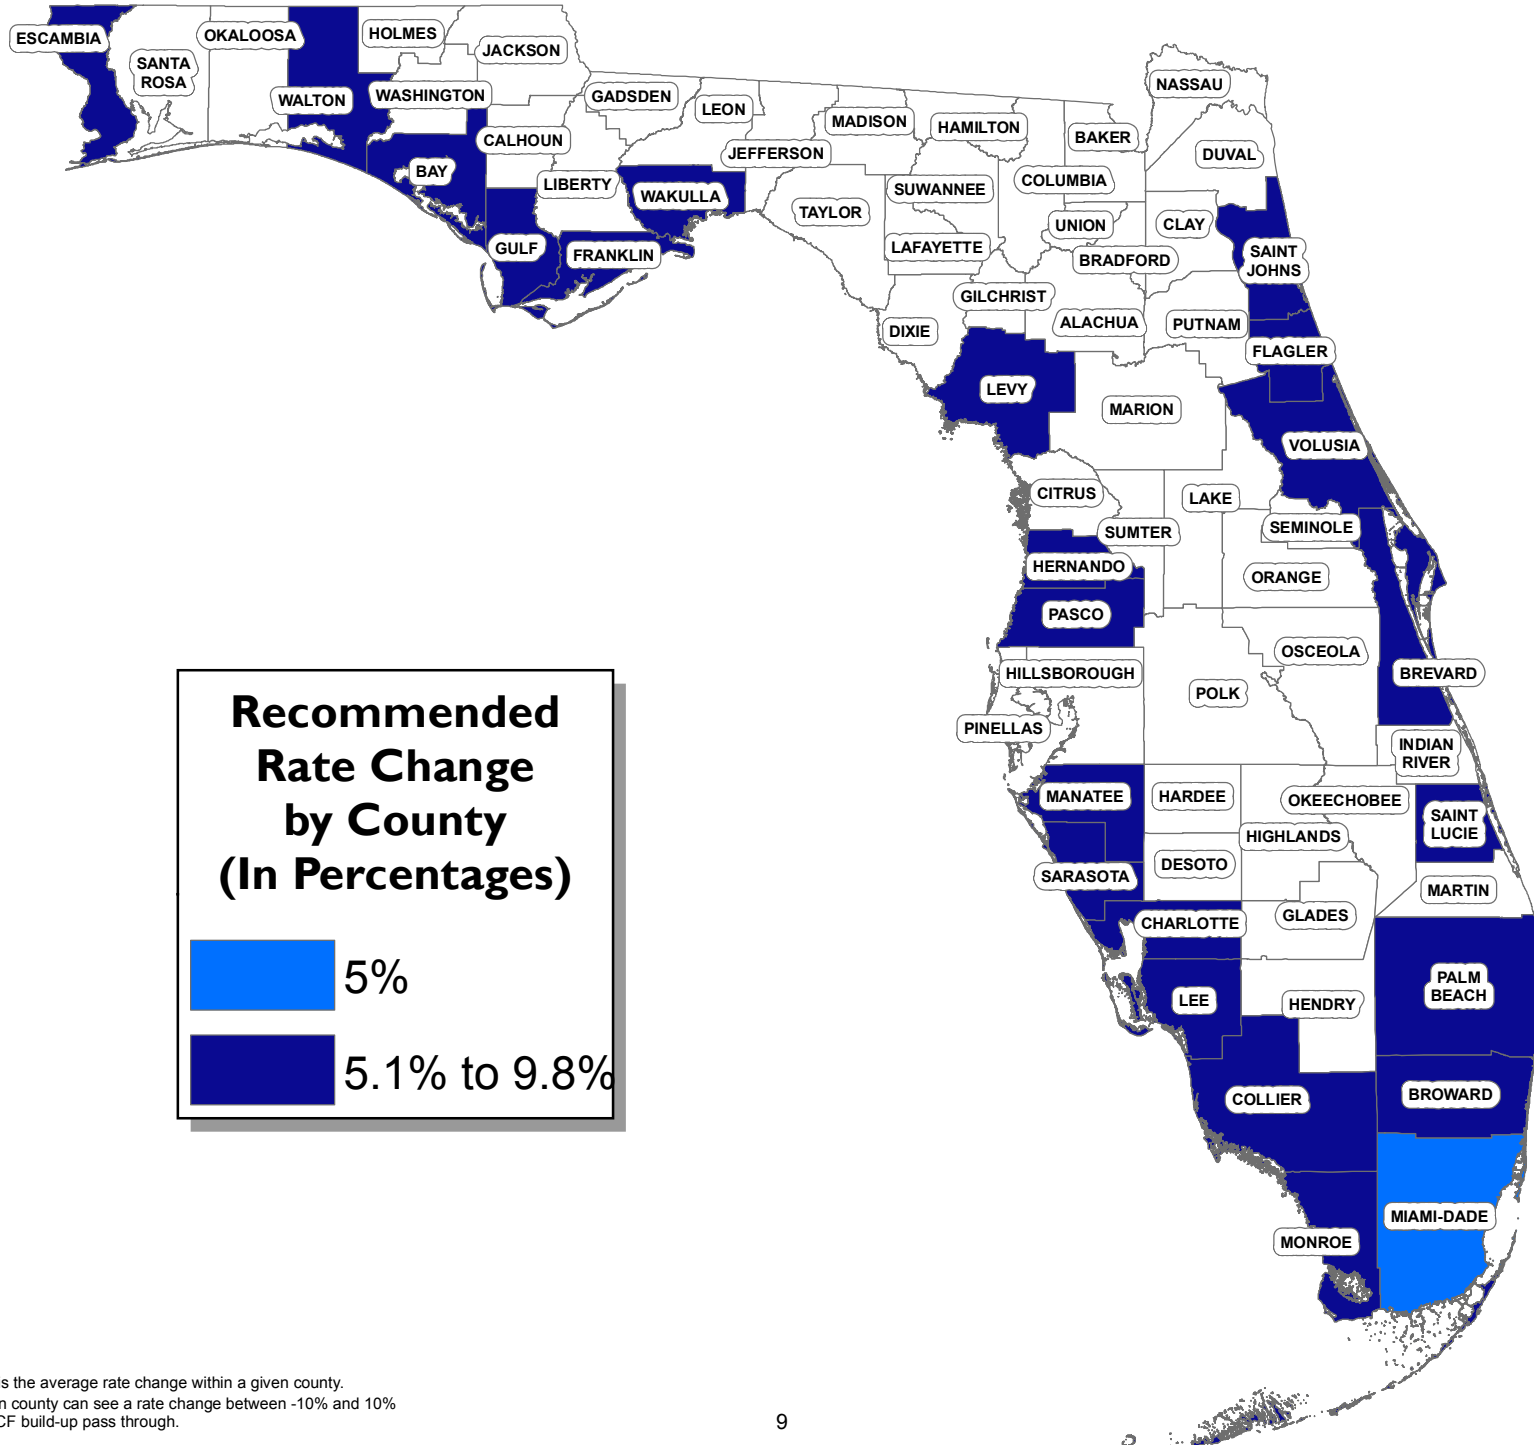 ESCAMBIA
SANTA
ROSA
OKALOOSA
WALTON
HOLMES
WASHINGTON
JACKSON
BAY
CALHOUN
GULF
GADSDEN
LIBERTY
FRANKLIN
LEON
WAKULLA
JEFFERSON
MADISON
TAYLOR
HAMILTON
SUWANNEE
LAFAYETTE
DIXIE
COLUMBIA
GILCHRIST
BAKER
UNION
BRADFORD
ALACHUA
NASSAU
DUVAL
CLAY
SAINT
JOHNS
PUTNAM
FLAGLER
LEVY
MARION
VOLUSIA
CITRUS
SUMTER
LAKE
SEMINOLE
HERNANDO
ORANGE
PASCO
OSCEOLA
HILLSBOROUGH
POLK
BREVARD
PINELLAS
INDIAN
RIVER
MANATEE
HARDEE
OKEECHOBEE
SAINT
LUCIE
HIGHLANDS
SARASOTA
DESOTO
MARTIN
CHARLOTTE
GLADES
LEE
HENDRY
PALM
BEACH
COLLIER
BROWARD
MIAMI-DADE
MONROE
Recommended
Rate Change
by County
(In Percentages)
5%
5.1% to 9.8%
is the average rate change within a given county.
n county can see a rate change between -10% and 10%
CF build-up pass through.
9